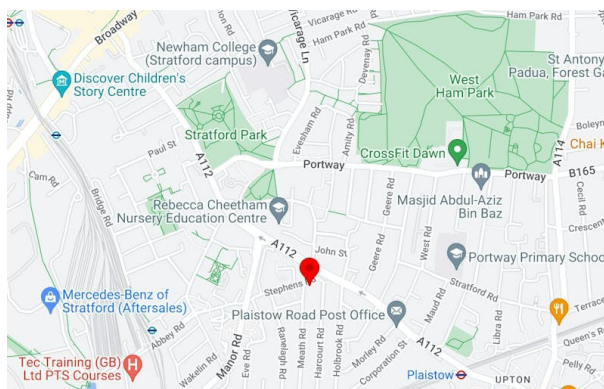 Broadway
Vicarage Ln
Vicarage Rd
Ham Park Rd
Newham College
(Stratford campus)
Devenay Rd
St Antony
Padua, Forest Ga
Discover Children's
Story Centre
West
Ham Park
Evesham Rd
Amity Rd
Boleyn
Stratford Park
CrossFit Dawn
A114
Chai K
Paul St
A112
Portway
Portway
B165
Cam Rd
Bridge Rd
Masjid Abdul-Aziz
Bin Baz
Cecil Rd
Rebecca Cheetham
Nursery Education Centre
Geere Rd
Crescent
A112
John St
Geere Rd
West Rd
Portway Primary Schoo
Stephens Rd
Stratford Rd
Mercedes-Benz of
Stratford (Aftersales)
Plaistow Road Post Office
Maud Rd
Libra Rd
Terrace
Abbey Rd
Manor Rd
Eve Rd
Ranelagh Rd
Meath Rd
Harcourt Rd
Holbrook Rd
Morley Rd
Corporation St
A112
Queen's R
Wakelin Rd
Tec Training (GB)
Ltd PTS Courses
Plaistow
UPTON
Pelly Rd